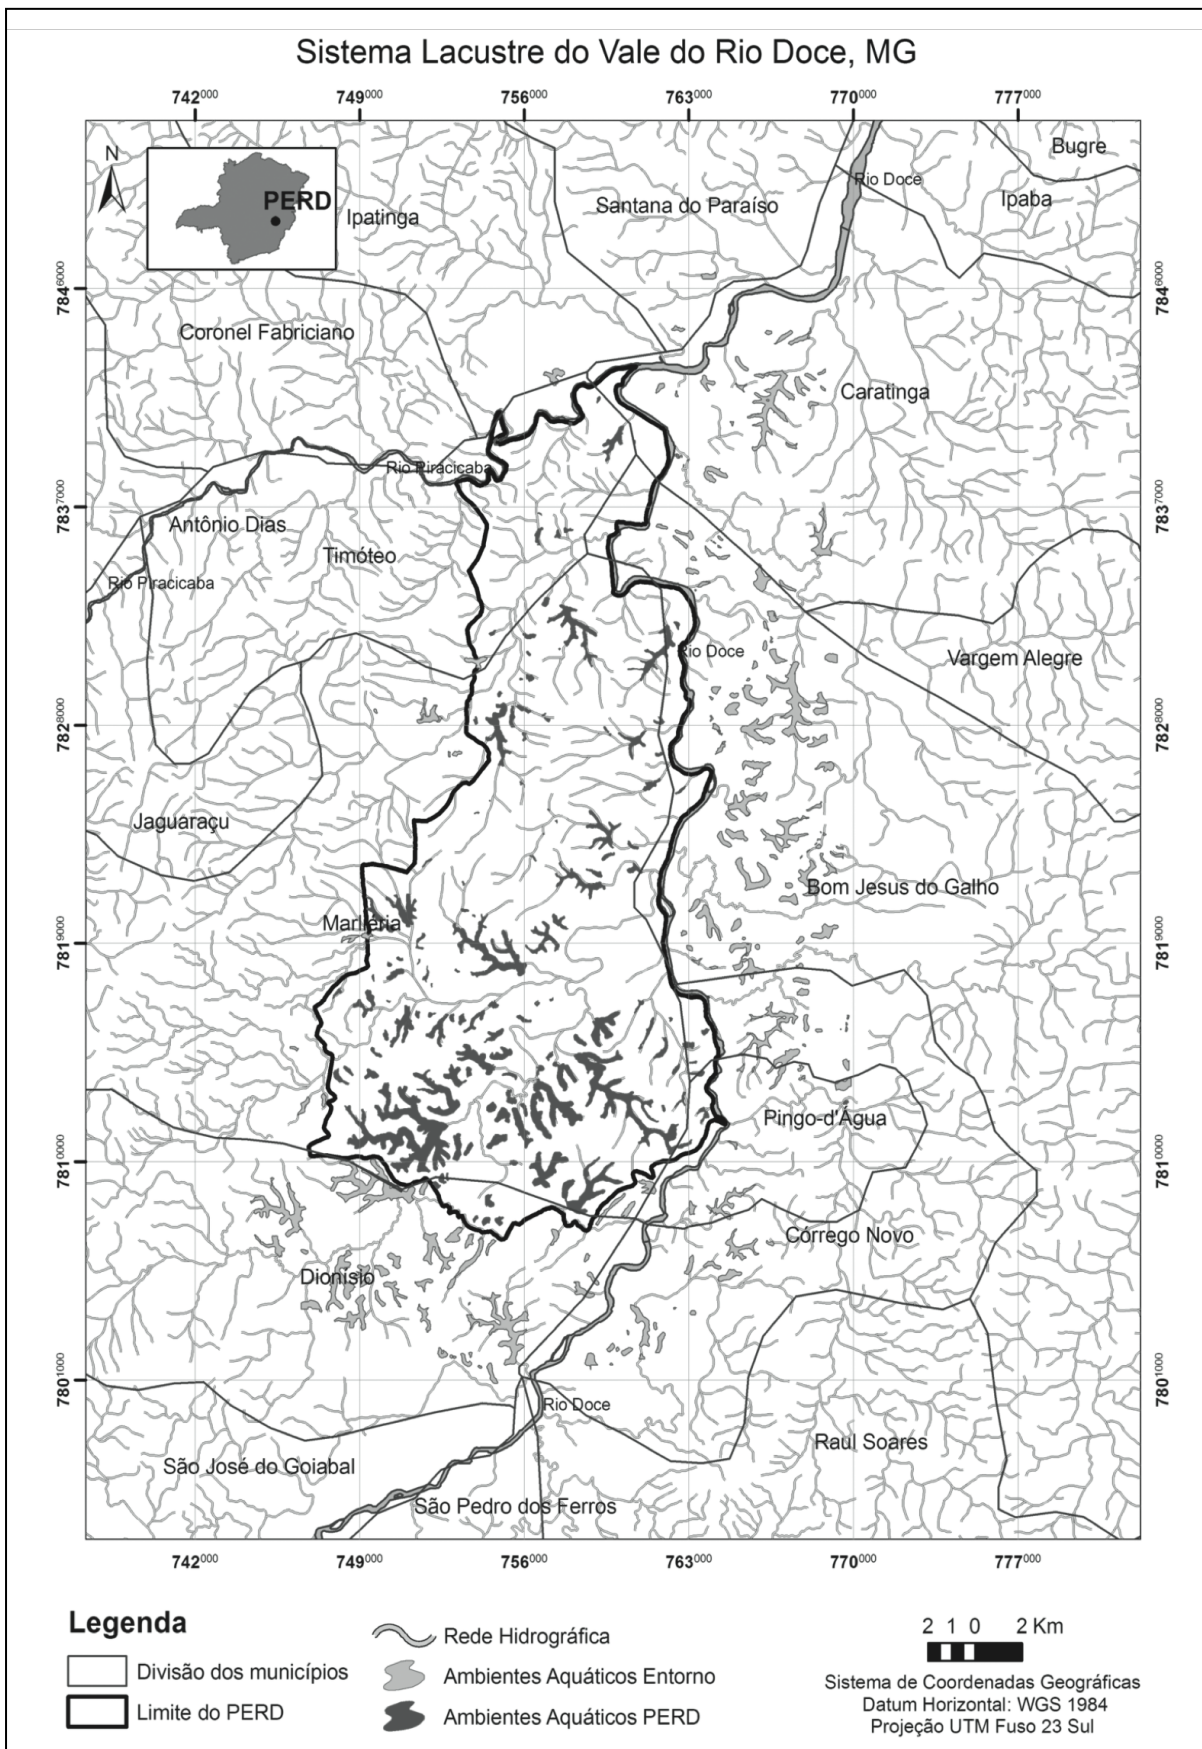 Sistema Lacustre do Vale do Rio Doce, MG
742000 749000 756000 763000 770000 777000
N
PERD
Bugre
Rio Doce
Ipaba
Santana do Paraíso
Ipatinga
7846000 7846000
Coronel Fabriciano
Caratinga
Rio Piracicaba
7837000 7837000
Antônio Dias
Timóteo
Rio Piracicaba
Rio Doce
Vargem Alegre
7828000 7828000
Jaguaraçu
Bom Jesus do Galho
Marliéria
7819000 7819000
Pingo-d'Água
7810000 7810000
Córrego Novo
Dionísio
7801000 7801000
Rio Doce
Raul Soares
São José do Goiabal
São Pedro dos Ferros
742000 749000 756000 763000 770000 777000
Legenda
Divisão dos municípios
Limite do PERD
Rede Hidrográfica
Ambientes Aquáticos Entorno
Ambientes Aquáticos PERD
2 1 0 2 Km
Sistema de Coordenadas Geográficas
Datum Horizontal: WGS 1984
Projeção UTM Fuso 23 Sul